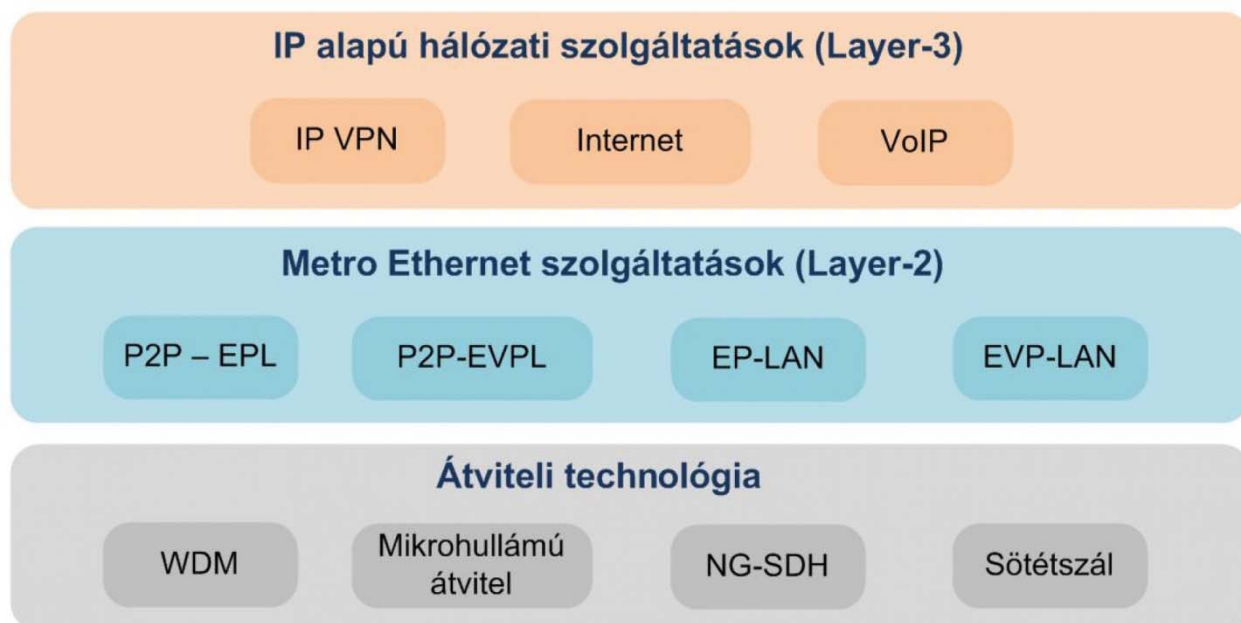 IP alapú hálózati szolgáltatások (Layer-3)
IP VPN
Internet
VoIP
Metro Ethernet szolgáltatások (Layer-2)
P2P – EPL
P2P-EVPL
EP-LAN
EVP-LAN
Átviteli technológia
WDM
Mikrohullámú
átvitel
NG-SDH
Sötétszál